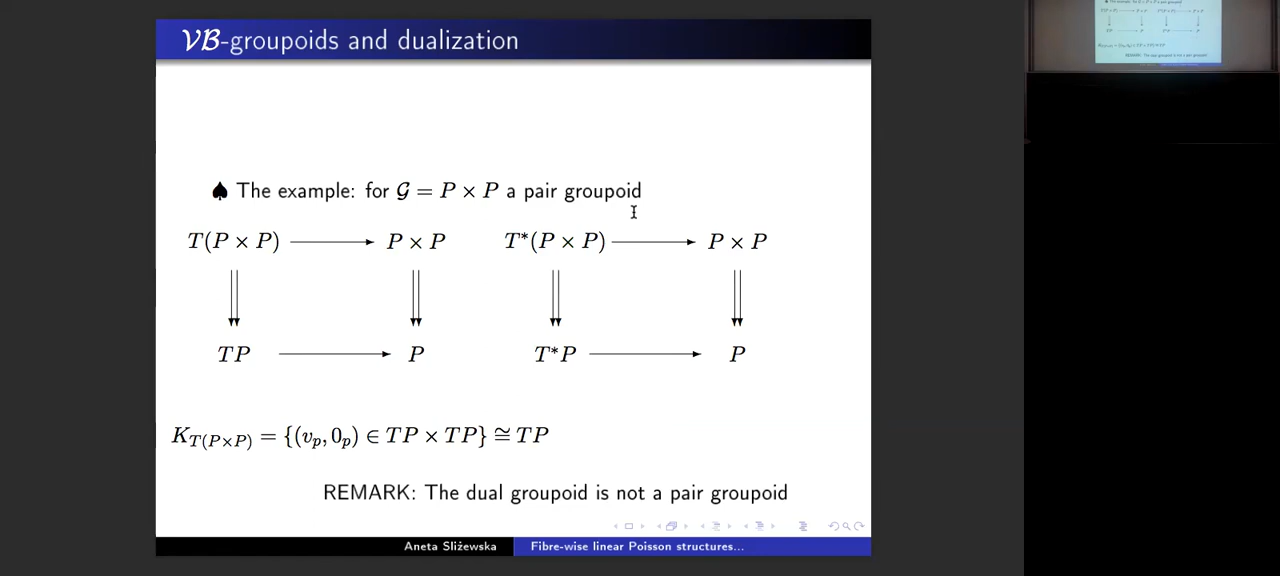 VB-groupoids and dualization
♠ The example: for G = P × P a pair groupoid
T(P × P) P × P T*(P × P) P × P
TP P T*P P
K_{T(P×P)} = {(v_p, 0_p) ∈ TP × TP} ≅ TP
REMARK: The dual groupoid is not a pair groupoid
Aneta Sliżewska Fibre-wise linear Poisson structures...